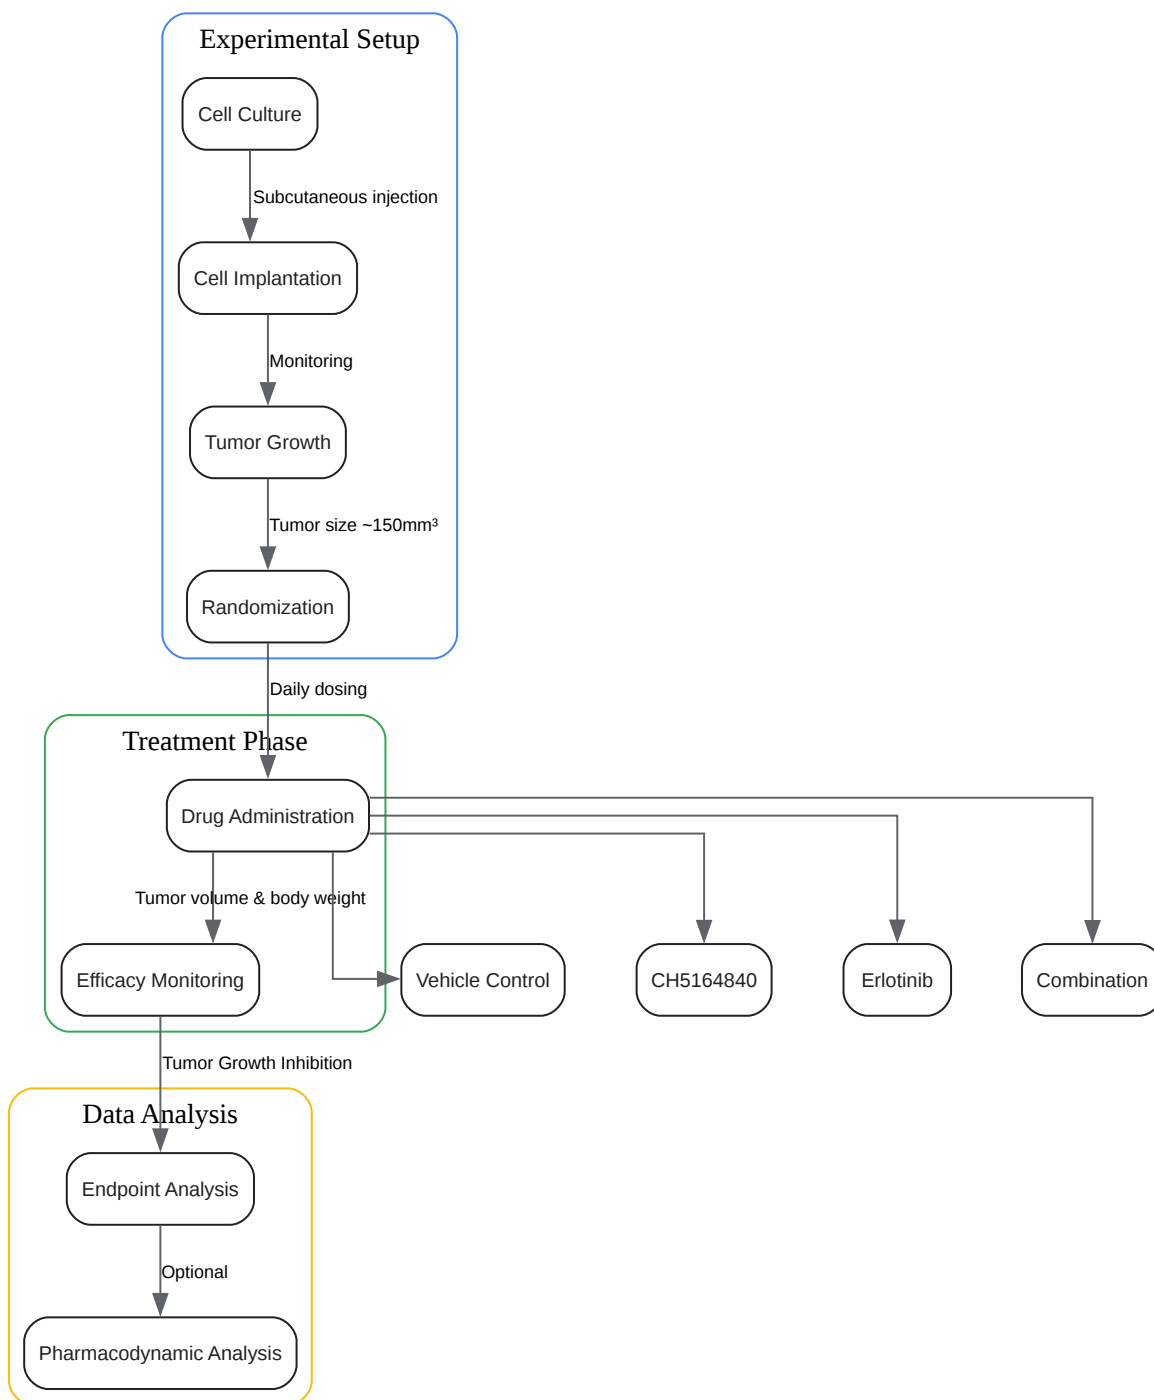 Experimental Setup
Cell Culture
Subcutaneous injection
Cell Implantation
Monitoring
Tumor Growth
Tumor size ~150mm³
Randomization
Daily dosing
Treatment Phase
Drug Administration
Tumor volume & body weight
Efficacy Monitoring
Vehicle Control
CH5164840
Erlotinib
Combination
Tumor Growth Inhibition
Data Analysis
Endpoint Analysis
Optional
Pharmacodynamic Analysis